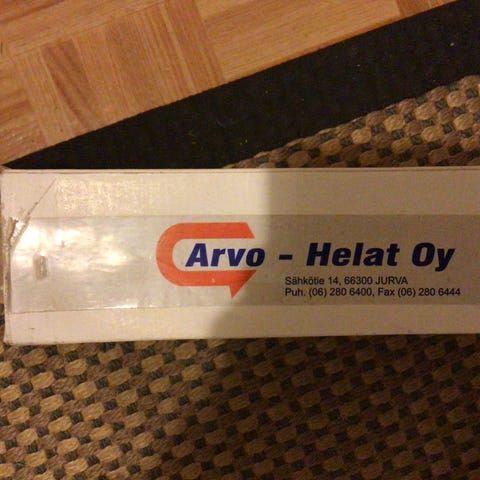 Arvo - Helat Oy
Sähkötie 14, 66300 JURVA
Puh. (06) 280 6400, Fax (06) 280 6444